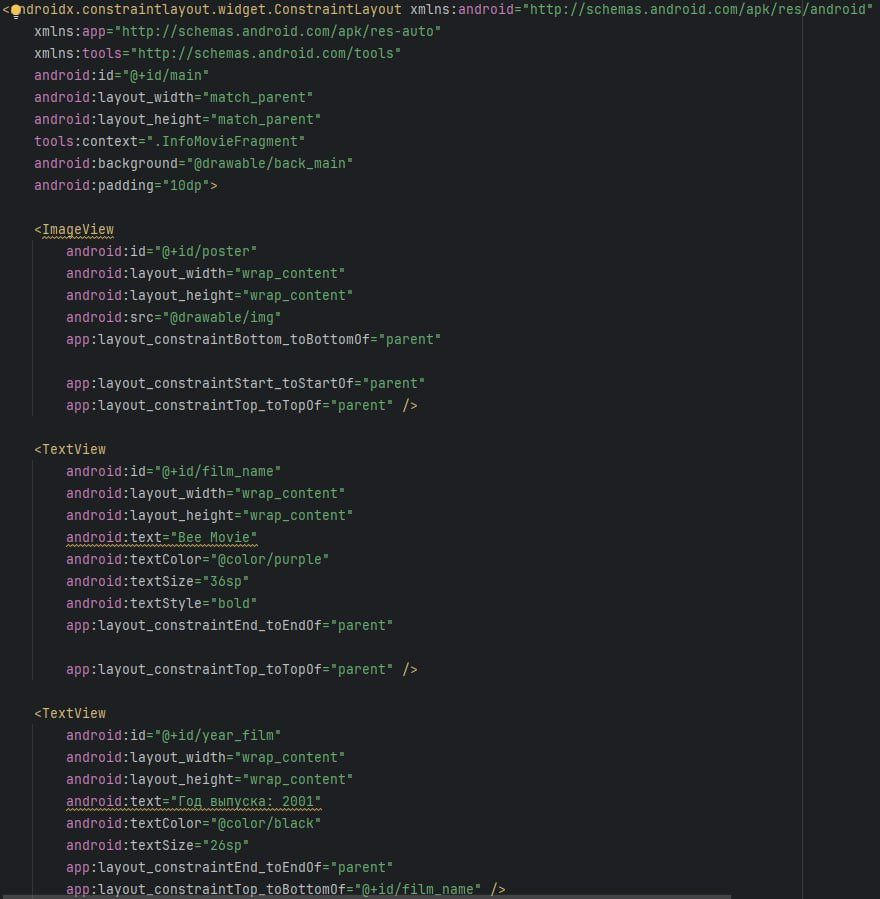 <androidx.constraintlayout.widget.ConstraintLayout xmlns:android="http://schemas.android.com/apk/res/android"
xmlns:app="http://schemas.android.com/apk/res-auto"
xmlns:tools="http://schemas.android.com/tools"
android:id="@+id/main"
android:layout_width="match_parent"
android:layout_height="match_parent"
tools:context=".InfoMovieFragment"
android:background="@drawable/back_main"
android:padding="10dp">
<ImageView
android:id="@+id/poster"
android:layout_width="wrap_content"
android:layout_height="wrap_content"
android:src="@drawable/img"
app:layout_constraintBottom_toBottomOf="parent"
app:layout_constraintStart_toStartOf="parent"
app:layout_constraintTop_toTopOf="parent" />
<TextView
android:id="@+id/film_name"
android:layout_width="wrap_content"
android:layout_height="wrap_content"
android:text="Bee Movie"
android:textColor="@color/purple"
android:textSize="36sp"
android:textStyle="bold"
app:layout_constraintEnd_toEndOf="parent"
app:layout_constraintTop_toTopOf="parent" />
<TextView
android:id="@+id/year_film"
android:layout_width="wrap_content"
android:layout_height="wrap_content"
android:text="Год выпуска: 2001"
android:textColor="@color/black"
android:textSize="26sp"
app:layout_constraintEnd_toEndOf="parent"
app:layout_constraintTop_toBottomOf="@+id/film_name" />